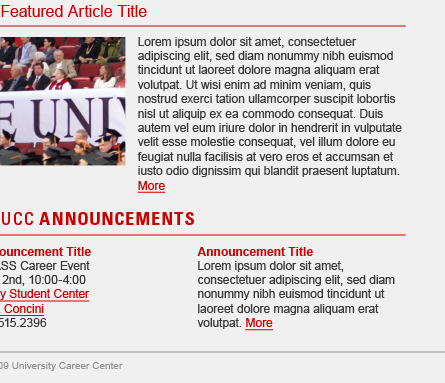 Featured Article Title
Lorem ipsum dolor sit amet, consectetuer
adipiscing elit, sed diam nonummy nibh euismod
tincidunt ut laoreet dolore magna aliquam erat
volutpat. Ut wisi enim ad minim veniam, quis
nostrud exerci tation ullamcorper suscipit lobortis
nisl ut aliquip ex ea commodo consequat. Duis
autem vel eum iriure dolor in hendrerit in vulputate
velit esse molestie consequat, vel illum dolore eu
feugiat nulla facilisis at vero eros et accumsan et
iusto odio dignissim qui blandit praesent luptatum.
More
E UNI
UCC ANNOUNCEMENTS
ouncement Title
ASS Career Event
2nd, 10:00-4:00
y Student Center
Concini
515.2396
Announcement Title
Lorem ipsum dolor sit amet,
consectetuer adipiscing elit, sed diam
nonummy nibh euismod tincidunt ut
laoreet dolore magna aliquam erat
volutpat. More
09 University Career Center